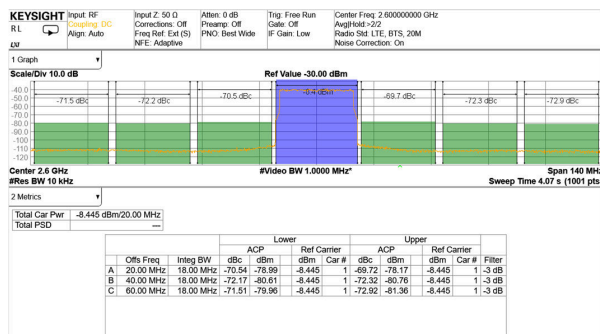 KEYSIGHT Input: RF Input Z: 50 Ω Atten: 0 dB Trig: Free Run Center Freq: 2.600000000 GHz
RL Coupling: DC Corrections: Off Preamp: Off Gate: Off Avg|Hold:>2/2
Align: Auto Freq Ref: Ext (S) PNO: Best Wide IF Gain: Low Radio Std: LTE, BTS, 20M
NFE: Adaptive Noise Correction: On
1 Graph
Scale/Div 10.0 dB Ref Value -30.00 dBm
-40.0
-50.0
-60.0
-70.0
-80.0
-90.0
-100
-110
-120
-71.5 dBc -72.2 dBc -70.5 dBc -8.4 dBm -69.7 dBc -72.3 dBc -72.9 dBc
Center 2.6 GHz #Video BW 1.0000 MHz* Span 140 MHz
#Res BW 10 kHz Sweep Time 4.07 s (1001 pts
2 Metrics
Total Car Pwr -8.445 dBm/20.00 MHz
Total PSD ---
Lower Upper
ACP Ref Carrier ACP Ref Carrier
Offs Freq Integ BW dBc dBm dBm Car # dBc dBm dBm Car # Filter
A 20.00 MHz 18.00 MHz -70.54 -78.99 -8.445 1 -69.72 -78.17 -8.445 1 -3 dB
B 40.00 MHz 18.00 MHz -72.17 -80.61 -8.445 1 -72.32 -80.76 -8.445 1 -3 dB
C 60.00 MHz 18.00 MHz -71.51 -79.96 -8.445 1 -72.92 -81.36 -8.445 1 -3 dB